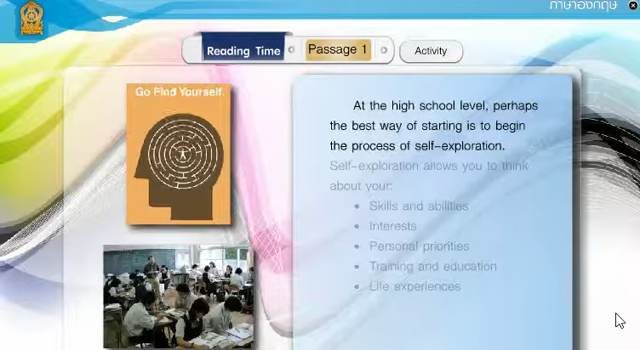 ภาษาอังกฤษ
Reading Time
Passage 1
Activity
Go Find Yourself.
At the high school level, perhaps
the best way of starting is to begin
the process of self-exploration.
Self-exploration allows you to think
about your:
• Skills and abilities
• Interests
• Personal priorities
• Training and education
• Life experiences